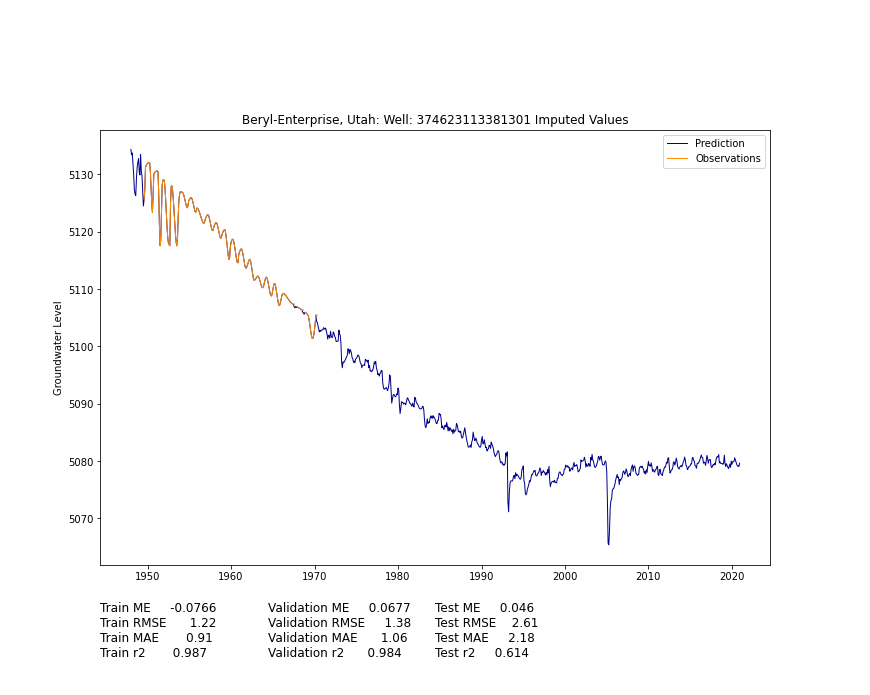 Beryl-Enterprise, Utah: Well: 374623113381301 Imputed Values
Prediction
Observations
Groundwater Level
5130
5120
5110
5100
5090
5080
5070
1950 1960 1970 1980 1990 2000 2010 2020
Train ME -0.0766 Validation ME 0.0677 Test ME 0.046
Train RMSE 1.22 Validation RMSE 1.38 Test RMSE 2.61
Train MAE 0.91 Validation MAE 1.06 Test MAE 2.18
Train r2 0.987 Validation r2 0.984 Test r2 0.614